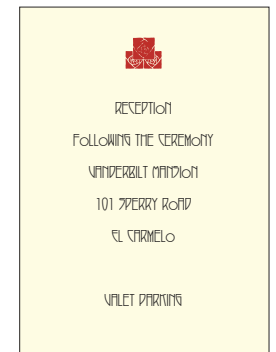 RECEPTION
FOLLOWING THE CEREMONY
VANDERBILT MANSION
101 SPERRY ROAD
EL CARMELO
VALET PARKING